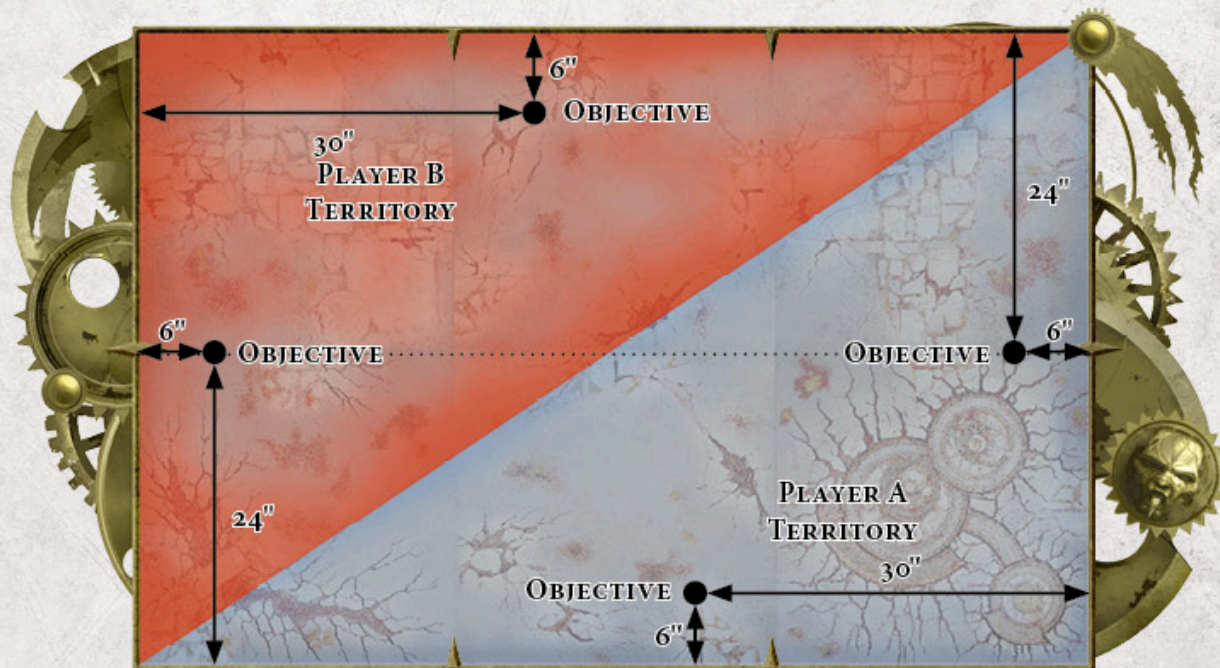 6"
Objective
30"
Player B
Territory
24"
6"
Objective
Objective
6"
24"
Player A
Territory
30"
Objective
6"